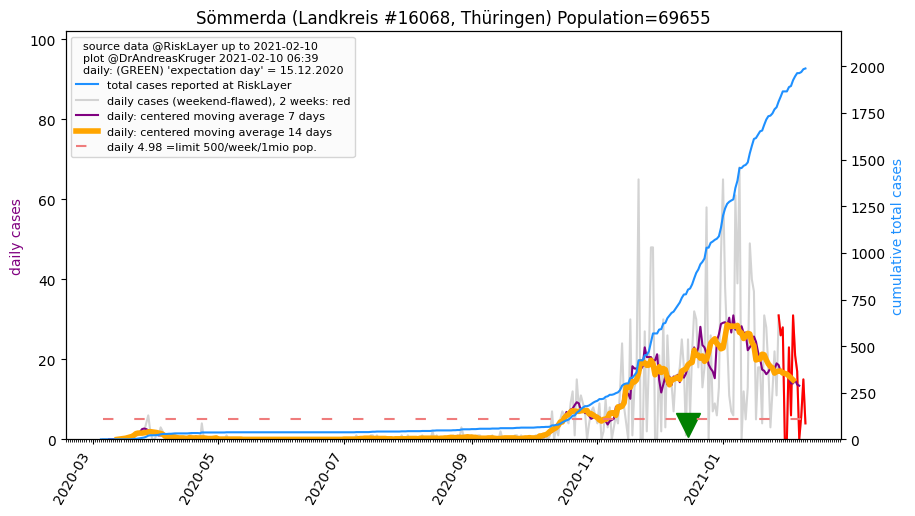 Sömmerda (Landkreis #16068, Thüringen) Population=69655
source data @RiskLayer up to 2021-02-10
plot @DrAndreasKruger 2021-02-10 06:39
daily: (GREEN) 'expectation day' = 15.12.2020
total cases reported at RiskLayer
daily cases (weekend-flawed), 2 weeks: red
daily: centered moving average 7 days
daily: centered moving average 14 days
daily 4.98 =limit 500/week/1mio pop.
daily cases
100
80
60
40
20
0
cumulative total cases
2000
1750
1500
1250
1000
750
500
250
0
2020-03
2020-05
2020-07
2020-09
2020-11
2021-01